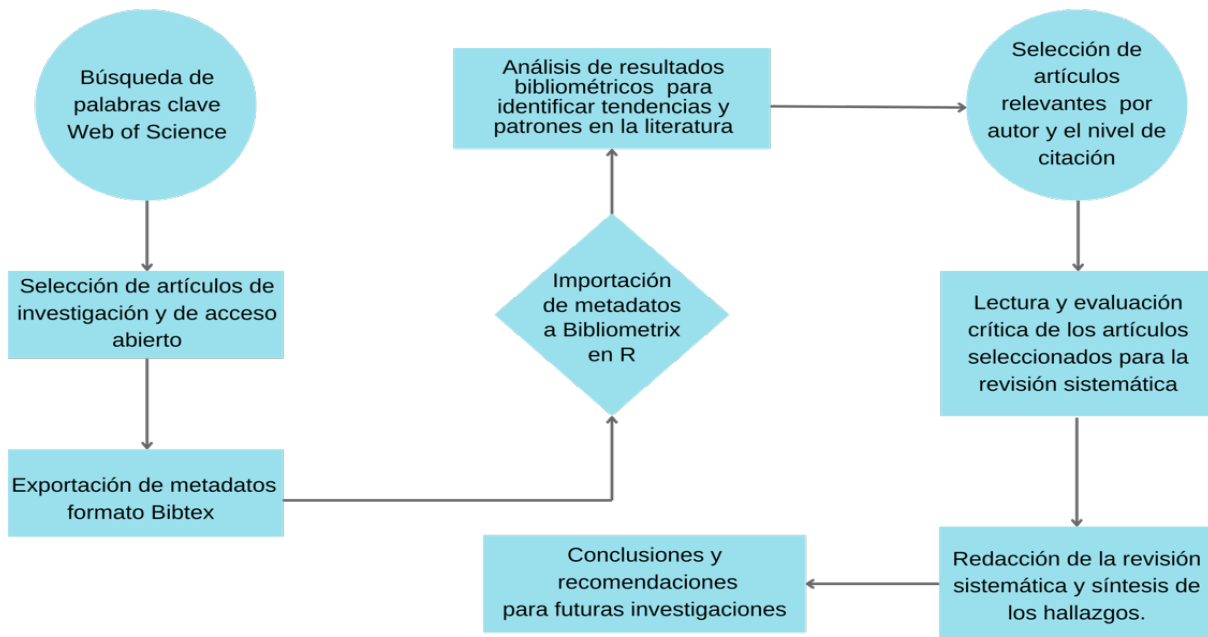 Búsqueda de
palabras clave
Web of Science
Selección de artículos de
investigación y de acceso
abierto
Exportación de metadatos
formato Bibtex
Importación
de metadatos
a Bibliometrix
en R
Análisis de resultados
bibliométricos para
identificar tendencias y
patrones en la literatura
Selección de
artículos
relevantes por
autor y el nivel de
citación
Lectura y evaluación
crítica de los artículos
seleccionados para la
revisión sistemática
Redacción de la revisión
sistemática y síntesis de
los hallazgos.
Conclusiones y
recomendaciones
para futuras investigaciones